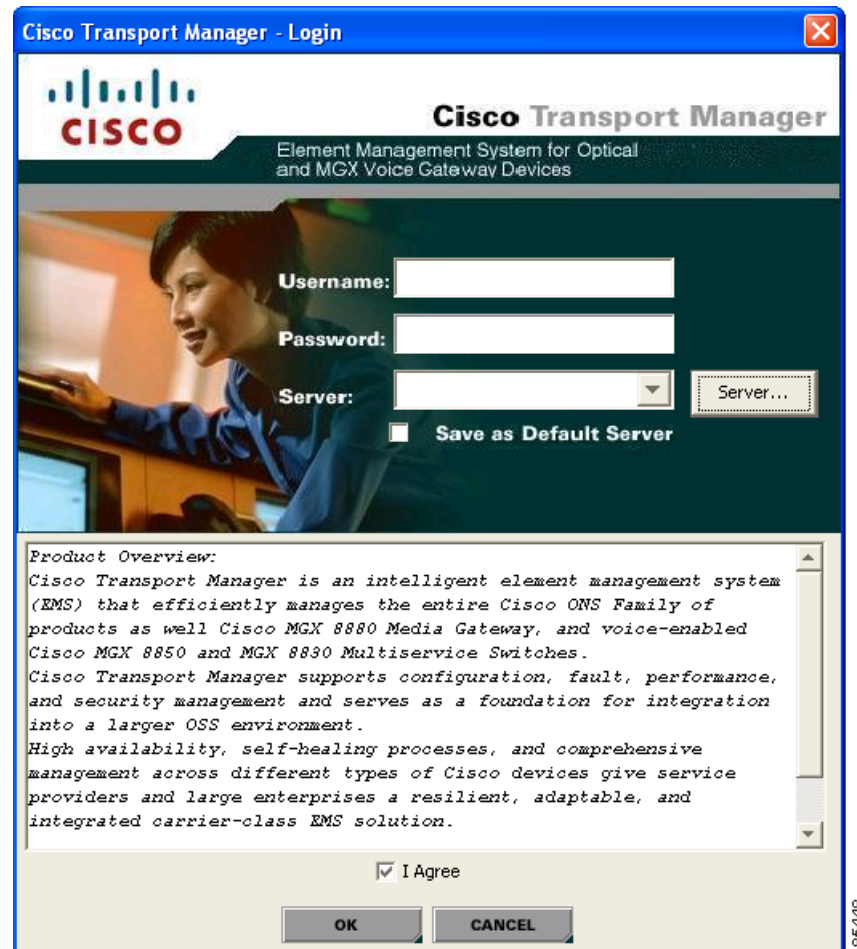 Cisco Transport Manager - Login
CISCO
Cisco Transport Manager
Element Management System for Optical
and MGX Voice Gateway Devices
Username:
Password:
Server:
Server...
Save as Default Server
Product Overview:
Cisco Transport Manager is an intelligent element management system
(EMS) that efficiently manages the entire Cisco ONS Family of
products as well Cisco MGX 8880 Media Gateway, and voice-enabled
Cisco MGX 8850 and MGX 8830 Multiservice Switches.
Cisco Transport Manager supports configuration, fault, performance,
and security management and serves as a foundation for integration
into a larger OSS environment.
High availability, self-healing processes, and comprehensive
management across different types of Cisco devices give service
providers and large enterprises a resilient, adaptable, and
integrated carrier-class EMS solution.
I Agree
OK
CANCEL